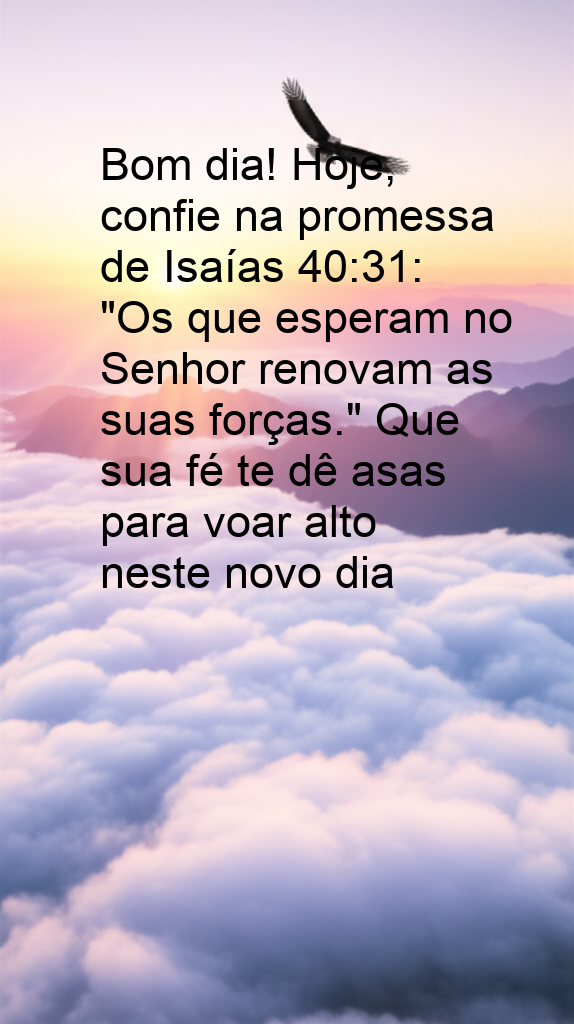 Bom dia! Hoje,
confie na promessa
de Isaías 40:31:
"Os que esperam no
Senhor renovam as
suas forças." Que
sua fé te dê asas
para voar alto
neste novo dia